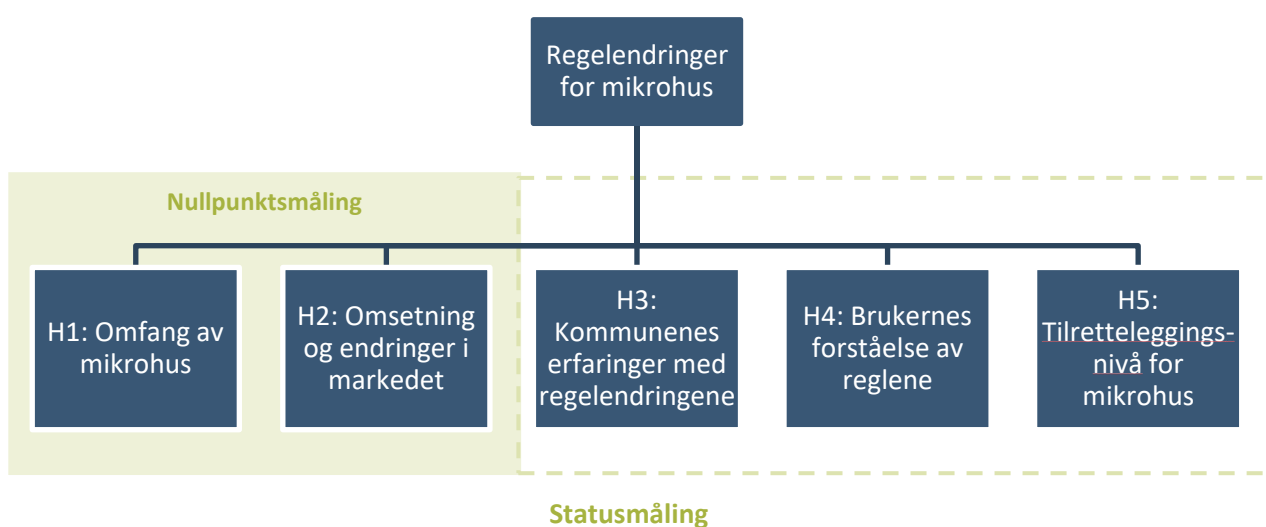 Regelendringer
for mikrohus
Nullpunktsmåling
H1: Omfang av
mikrohus
H2: Omsetning
og endringer i
markedet
H3:
Kommunenes
erfaringer med
regelendringene
H4: Brukernes
forståelse av
reglene
H5:
Tilretteleggings-
nivå for
mikrohus
Statusmåling